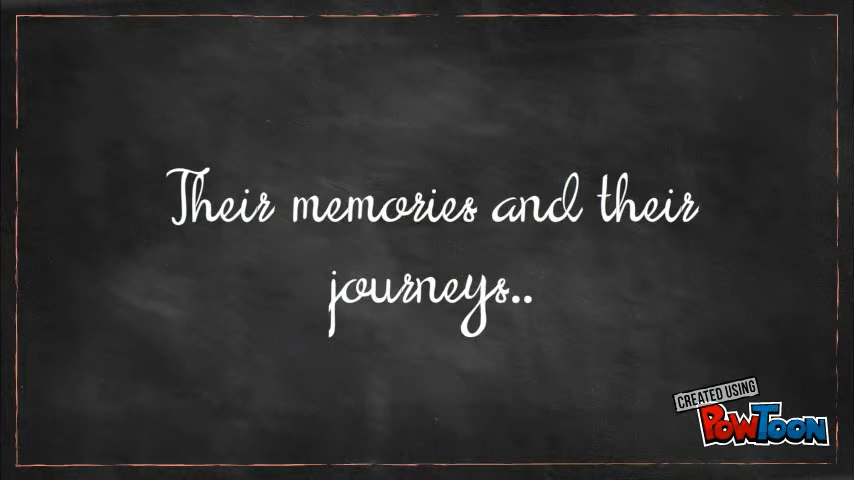 Their memories and their
journeys..
CREATED USING
POWTOON